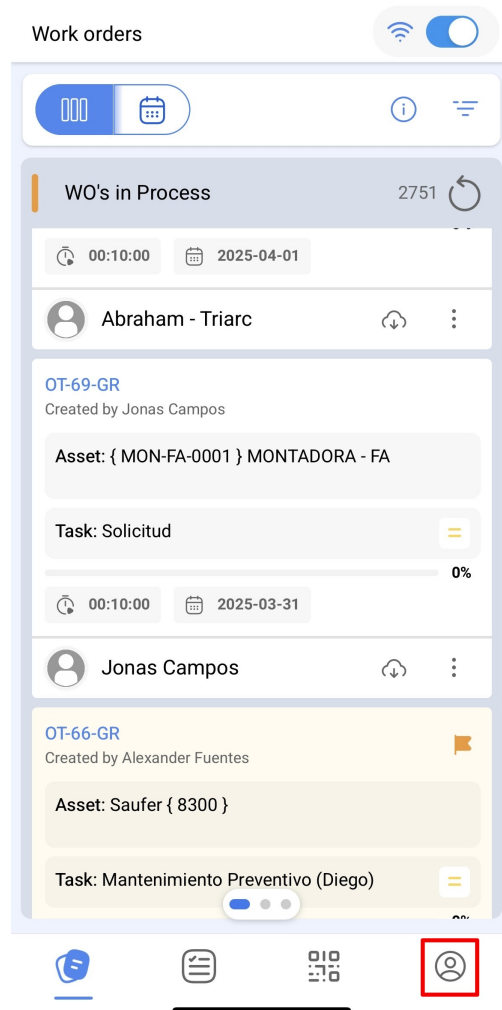 Work orders
WO's in Process
2751
00:10:00
2025-04-01
Abraham - Triarc
OT-69-GR
Created by Jonas Campos
Asset: { MON-FA-0001 } MONTADORA - FA
Task: Solicitud
0%
00:10:00
2025-03-31
Jonas Campos
OT-66-GR
Created by Alexander Fuentes
Asset: Saufer { 8300 }
Task: Mantenimiento Preventivo (Diego)